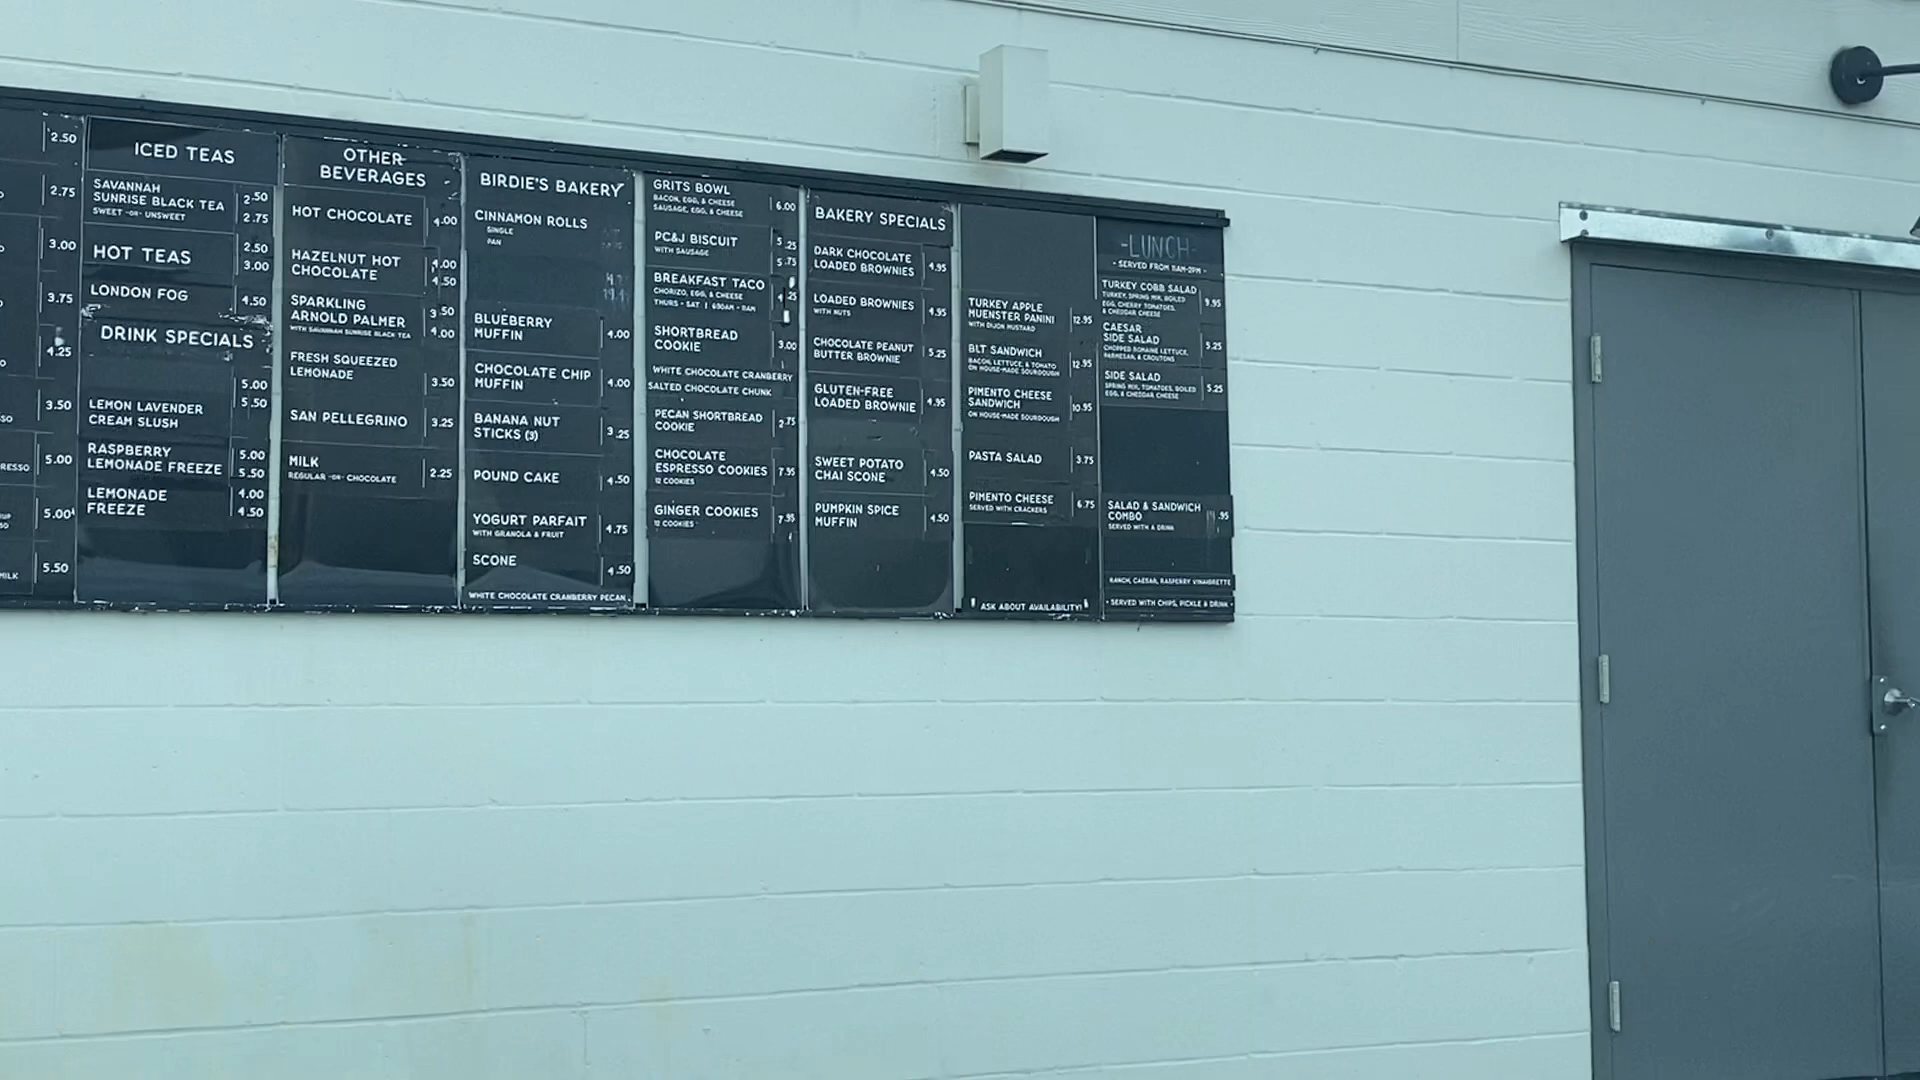 2.50
2.75
3.00
3.75
4.25
3.50
5.00
5.00
5.50
MILK
ICED TEAS
SAVANNAH
SUNRISE BLACK TEA
SWEET -OR- UNSWEET
2.50
2.75
HOT TEAS
2.50
3.00
LONDON FOG
4.50
DRINK SPECIALS
5.00
5.50
LEMON LAVENDER
CREAM SLUSH
RASPBERRY
LEMONADE FREEZE
5.00
5.50
LEMONADE
FREEZE
4.00
4.50
OTHER
BEVERAGES
HOT CHOCOLATE
4.00
HAZELNUT HOT
CHOCOLATE
4.00
4.50
SPARKLING
ARNOLD PALMER
WITH SAVANNAH SUNRISE BLACK TEA
3.50
4.00
FRESH SQUEEZED
LEMONADE
3.50
SAN PELLEGRINO
3.25
MILK
REGULAR -OR- CHOCOLATE
2.25
BIRDIE'S BAKERY
CINNAMON ROLLS
SINGLE
PAN
BLUEBERRY
MUFFIN
4.00
CHOCOLATE CHIP
MUFFIN
4.00
BANANA NUT
STICKS (3)
3.25
POUND CAKE
4.50
YOGURT PARFAIT
WITH GRANOLA & FRUIT
4.75
SCONE
4.50
WHITE CHOCOLATE CRANBERRY PECAN
GRITS BOWL
BACON, EGG, & CHEESE
SAUSAGE, EGG, & CHEESE
6.00
PC&J BISCUIT
WITH SAUSAGE
5.25
5.75
BREAKFAST TACO
CHORIZO, EGG, & CHEESE
THURS - SAT | 630AM - 11AM
4.25
SHORTBREAD
COOKIE
3.00
WHITE CHOCOLATE CRANBERRY
SALTED CHOCOLATE CHUNK
PECAN SHORTBREAD
COOKIE
2.75
CHOCOLATE
ESPRESSO COOKIES
12 COOKIES
7.95
GINGER COOKIES
12 COOKIES
7.95
BAKERY SPECIALS
DARK CHOCOLATE
LOADED BROWNIES
4.95
LOADED BROWNIES
WITH NUTS
4.95
CHOCOLATE PEANUT
BUTTER BROWNIE
5.25
GLUTEN-FREE
LOADED BROWNIE
4.95
SWEET POTATO
CHAI SCONE
4.50
PUMPKIN SPICE
MUFFIN
4.50
TURKEY APPLE
MUENSTER PANINI
WITH DIJON MUSTARD
12.95
BLT SANDWICH
BACON, LETTUCE, & TOMATO
ON HOUSE-MADE SOURDOUGH
12.95
PIMENTO CHEESE
SANDWICH
ON HOUSE-MADE SOURDOUGH
10.95
PASTA SALAD
3.75
PIMENTO CHEESE
SERVED WITH CRACKERS
6.75
ASK ABOUT AVAILABILITY!
-LUNCH-
- SERVED FROM 11AM-2PM -
TURKEY COBB SALAD
TURKEY, SPRING MIX, BOILED
EGG, CHERRY TOMATOES,
& CHEDDAR CHEESE
9.95
CAESAR
SIDE SALAD
CHOPPED ROMAINE LETTUCE,
PARMESAN, & CROUTONS
5.25
SIDE SALAD
SPRING MIX, TOMATOES, BOILED
EGG, & CHEDDAR CHEESE
5.25
SALAD & SANDWICH
COMBO
SERVED WITH A DRINK
.95
RANCH, CAESAR, RASPERRY VINAIGRETTE
- SERVED WITH CHIPS, PICKLE & DRINK -